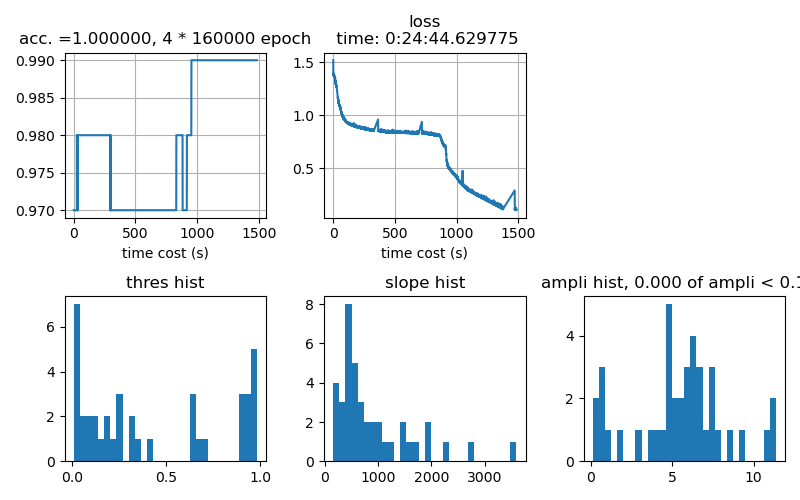 acc. =1.000000, 4 * 160000 epoch
0.990
0.985
0.980
0.975
0.970
0 500 1000 1500
time cost (s)
loss
time: 0:24:44.629775
1.5
1.0
0.5
0 500 1000 1500
time cost (s)
thres hist
6
4
2
0
0.0 0.5 1.0
slope hist
8
6
4
2
0
0 1000 2000 3000
ampli hist, 0.000 of ampli < 0.1
4
2
0
0 5 10